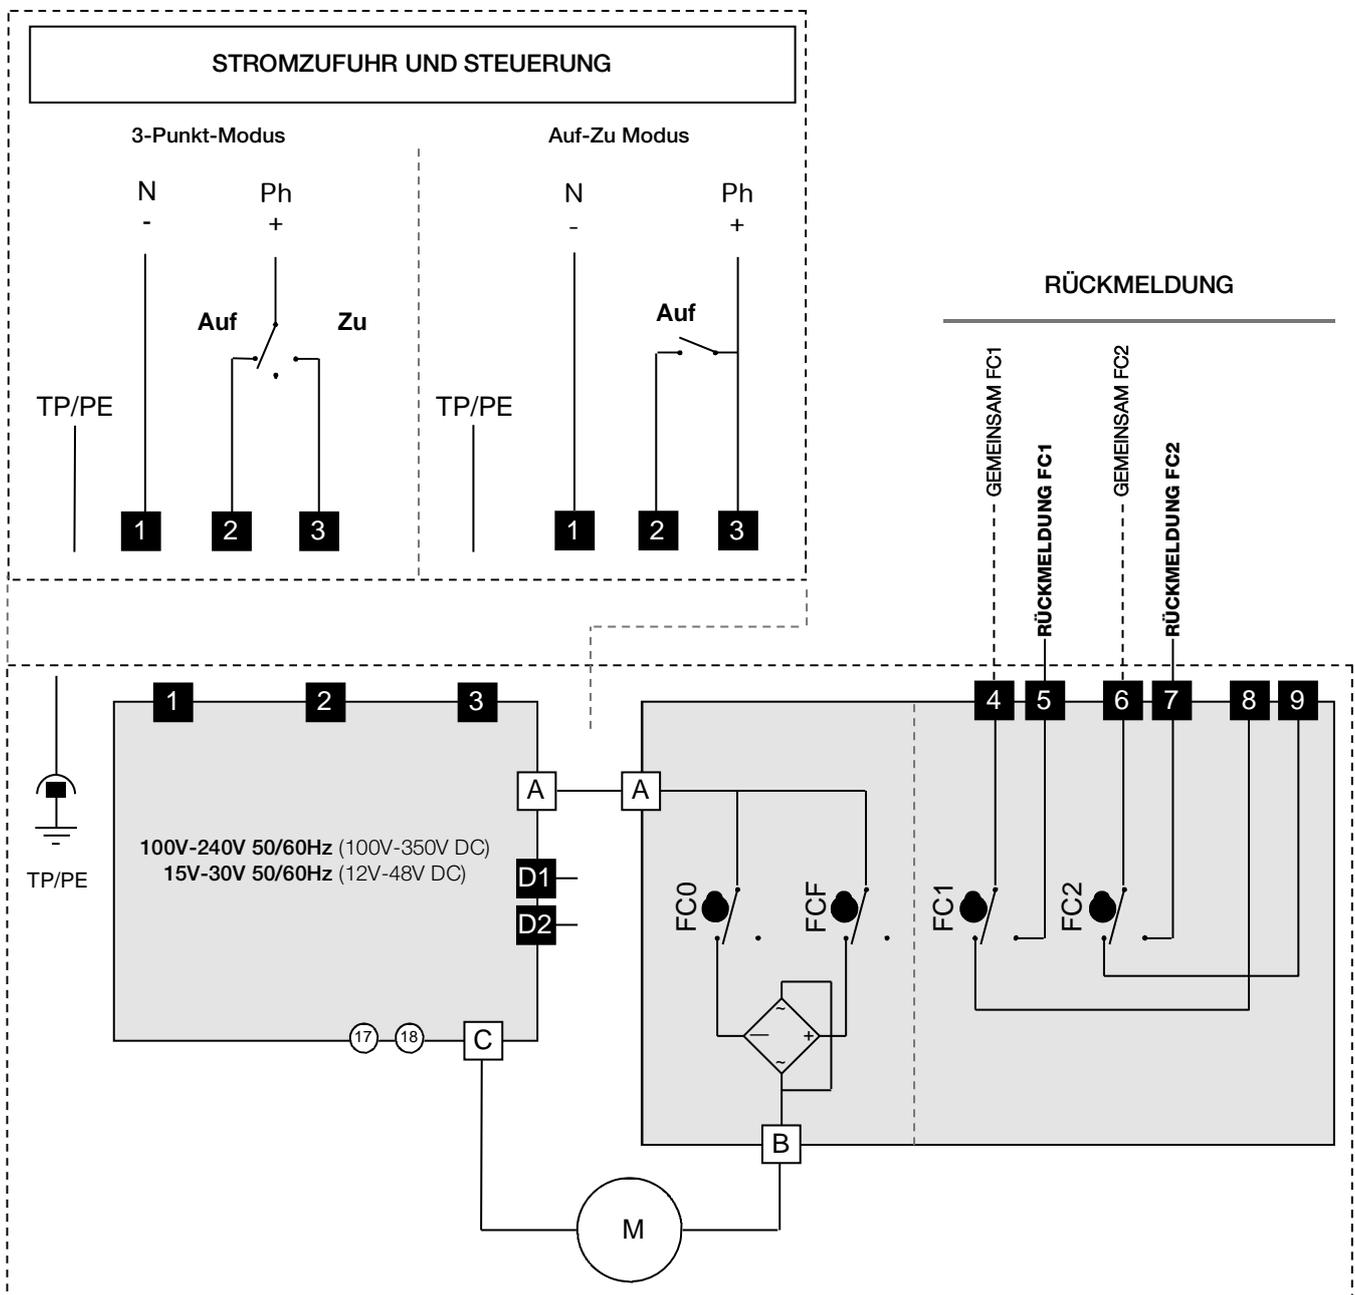 STROMZUFUHR UND STEUERUNG
3-Punkt-Modus
Auf-Zu Modus
N
-
Ph
+
N
-
Ph
+
Auf
Zu
Auf
TP/PE
TP/PE
1
2
3
1
2
3
RÜCKMELDUNG
GEMEINSAM FC1
RÜCKMELDUNG FC1
GEMEINSAM FC2
RÜCKMELDUNG FC2
1
2
3
4
5
6
7
8
9
TP/PE
100V-240V 50/60Hz (100V-350V DC)
15V-30V 50/60Hz (12V-48V DC)
A
A
D1
D2
FC0
FCF
FC1
FC2
~
— +
~
17
18
C
B
M